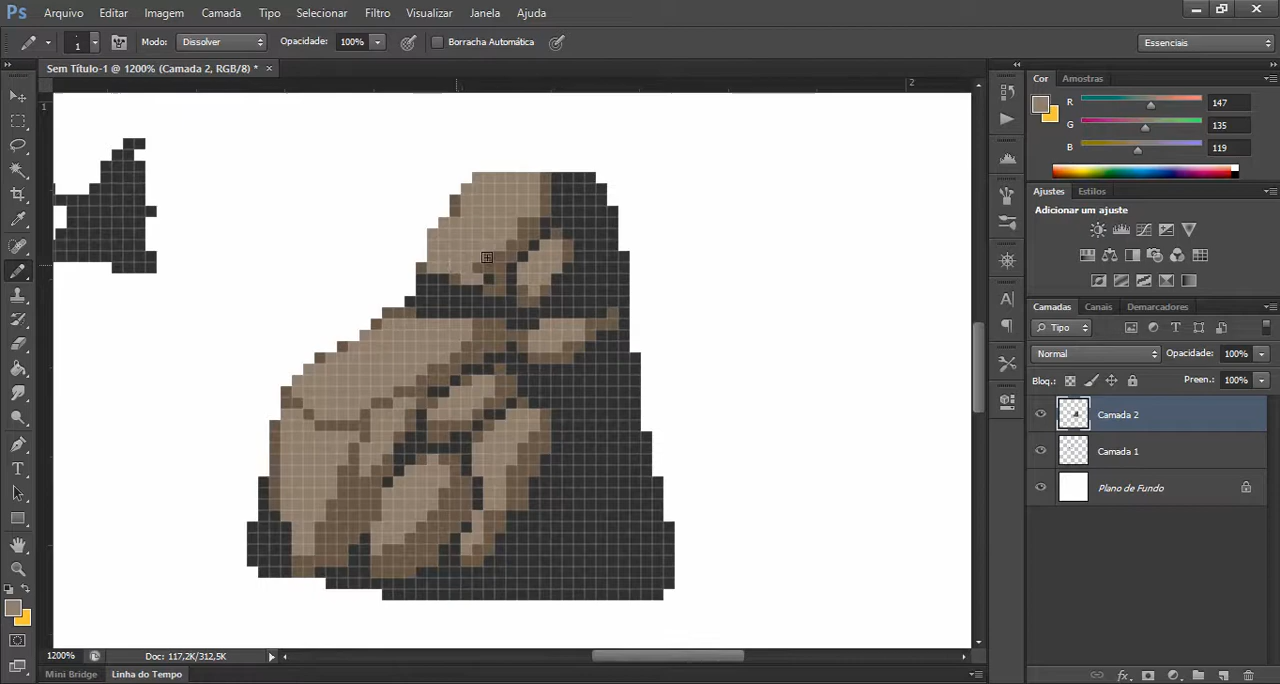 Ps Arquivo Editar Imagem Camada Tipo Selecionar Filtro Visualizar Janela Ajuda
1 Modo: Dissolver Opacidade: 100% Borracha Automática Essenciais
Sem Título-1 @ 1200% (Camada 2, RGB/8) * ×
1 2
Cor Amostras
R 147
G 135
B 119
Ajustes Estilos
Adicionar um ajuste
Camadas Canais Demarcadores
Tipo
Normal Opacidade: 100%
Bloq.: Preen.: 100%
Camada 2
Camada 1
Plano de Fundo
1200% Doc: 117,2K/312,5K
Mini Bridge Linha do Tempo